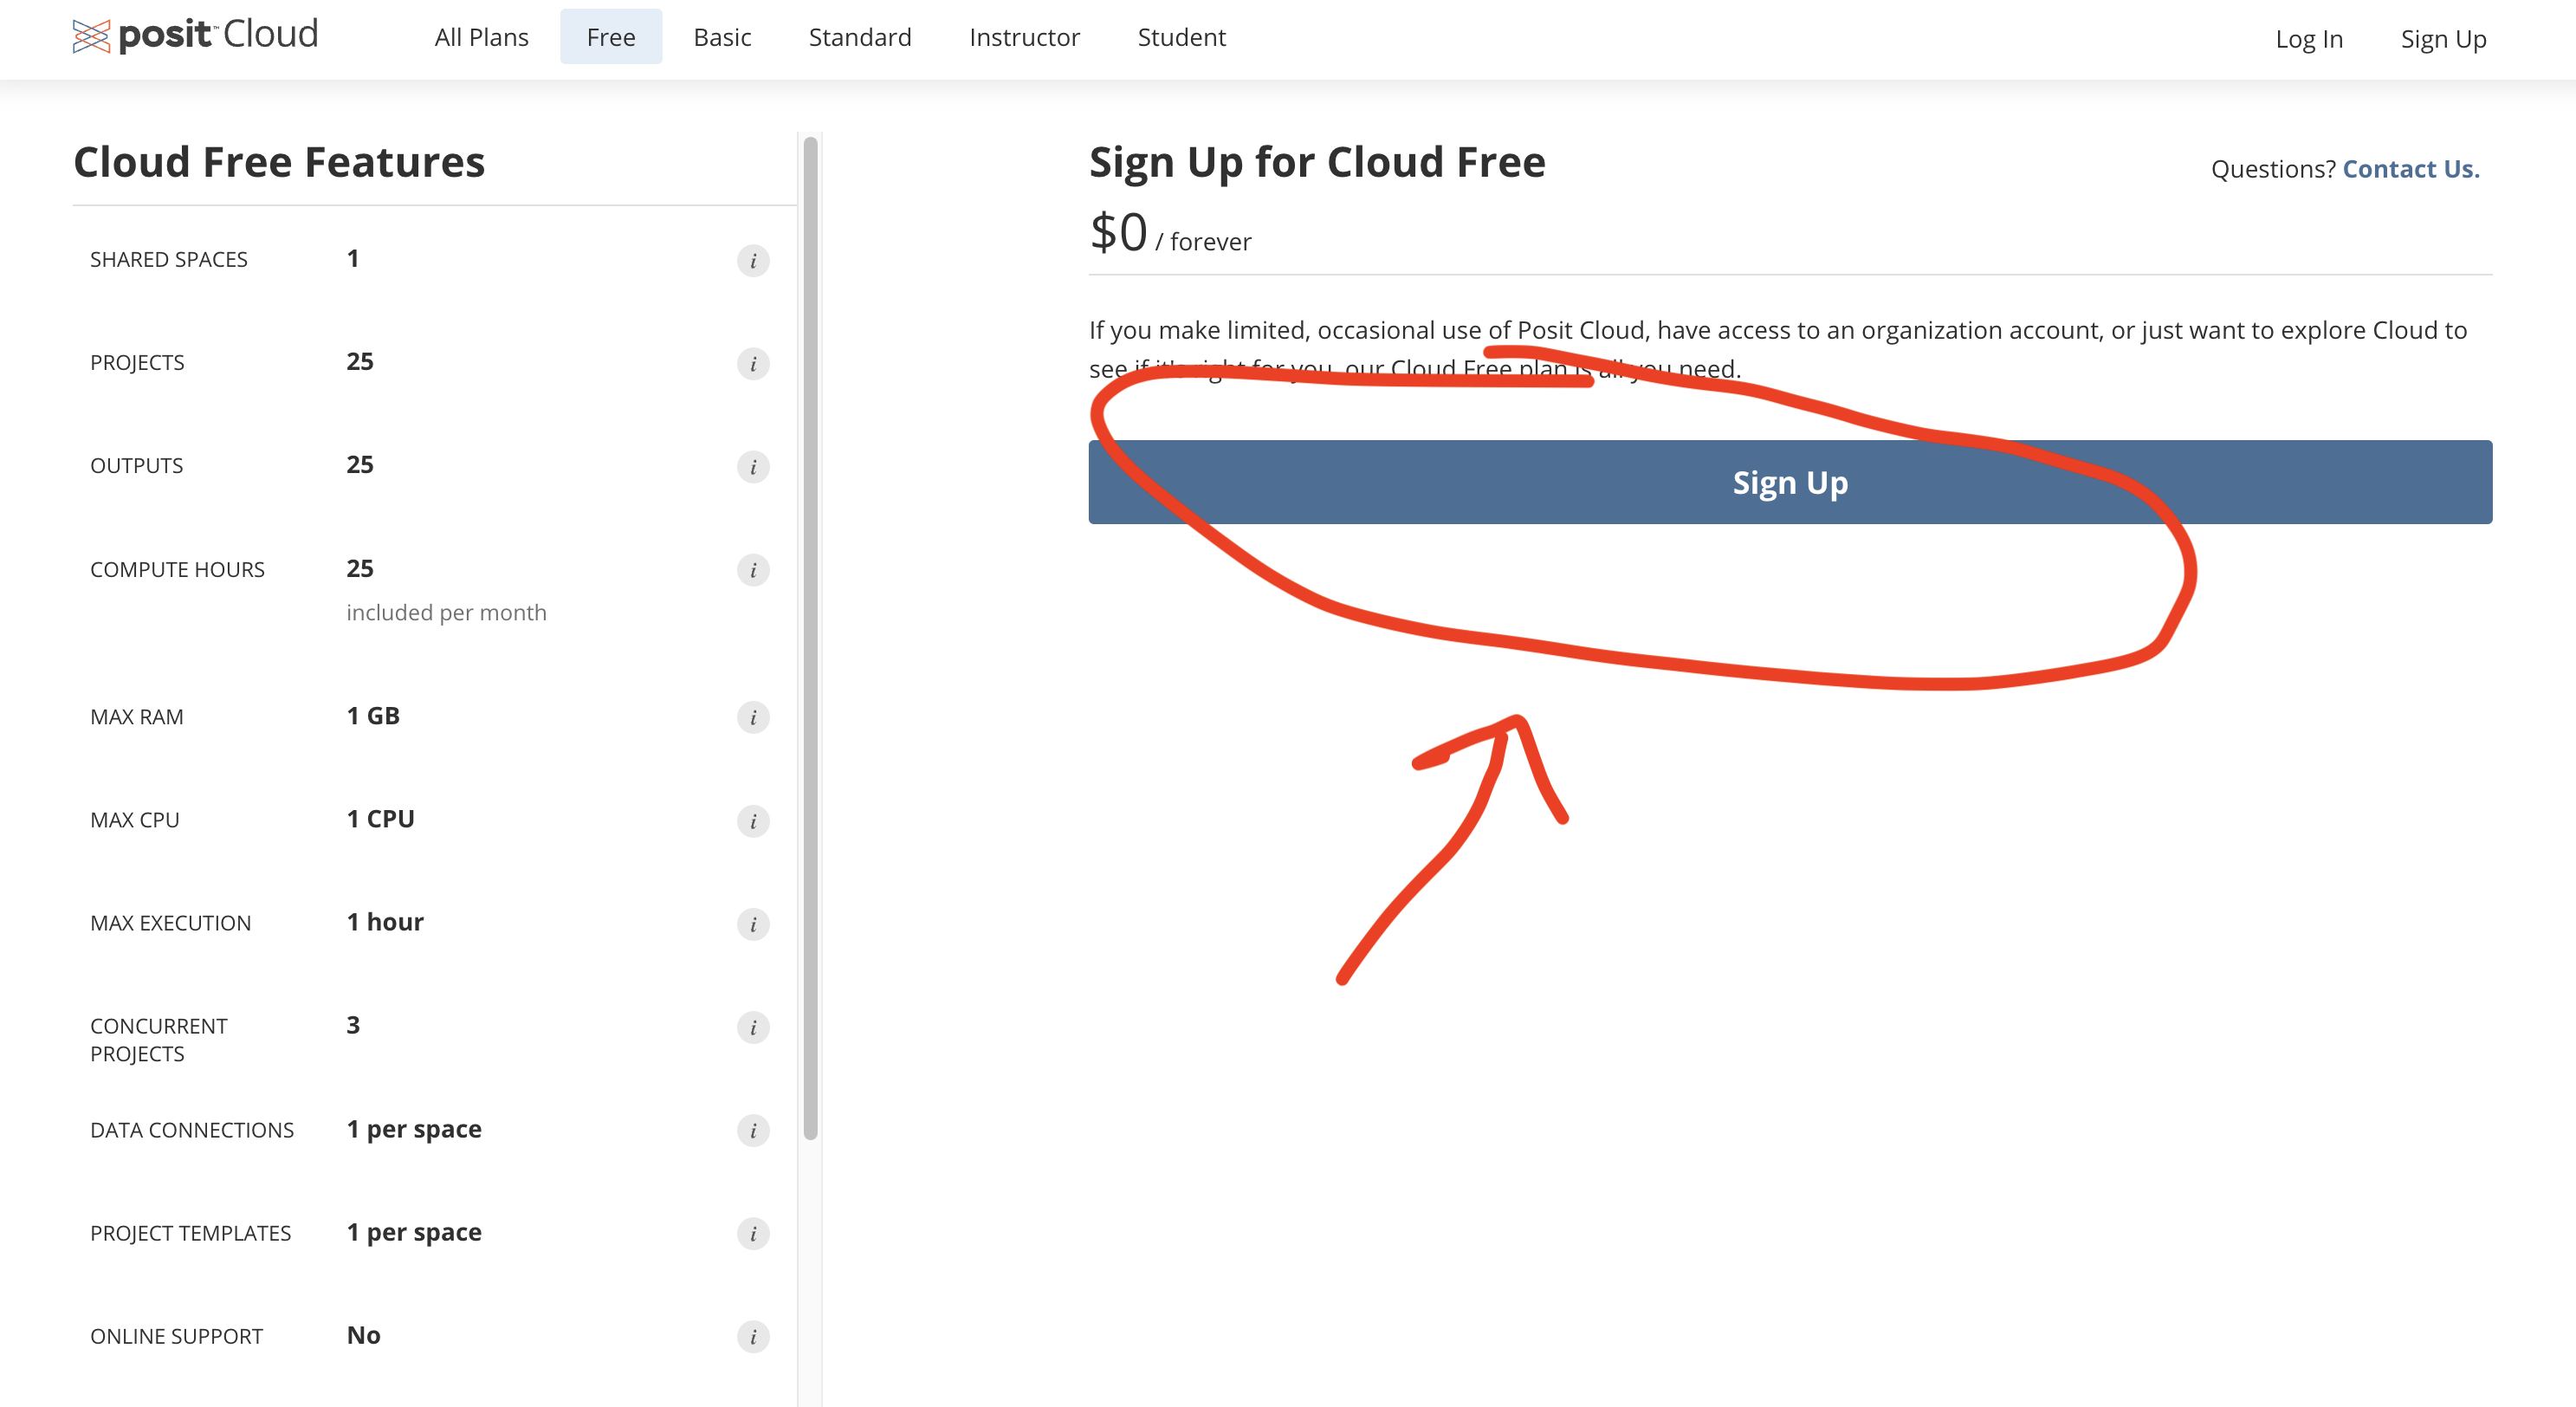 posit™ Cloud
All Plans Free Basic Standard Instructor Student
Log In Sign Up
Cloud Free Features
SHARED SPACES 1 i
PROJECTS 25 i
OUTPUTS 25 i
COMPUTE HOURS 25 i
included per month
MAX RAM 1 GB i
MAX CPU 1 CPU i
MAX EXECUTION 1 hour i
CONCURRENT 3 i
PROJECTS
DATA CONNECTIONS 1 per space i
PROJECT TEMPLATES 1 per space i
ONLINE SUPPORT No i
Sign Up for Cloud Free
Questions? Contact Us.
$0 / forever
If you make limited, occasional use of Posit Cloud, have access to an organization account, or just want to explore Cloud to
see if it's right for you, our Cloud Free plan is all you need.
Sign Up